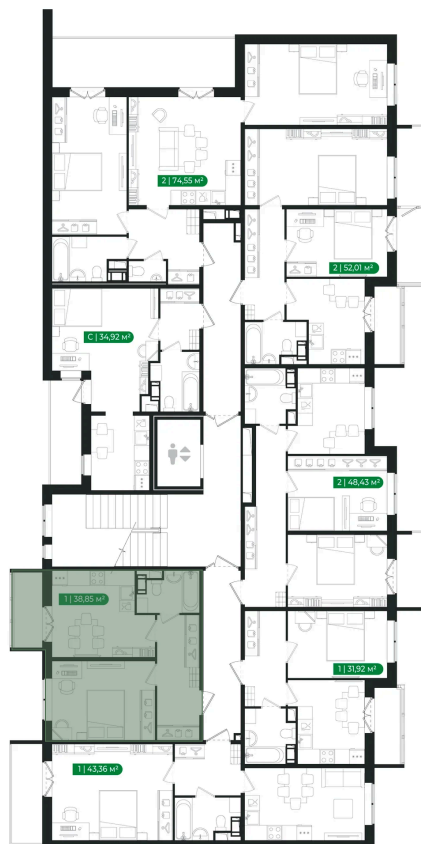 2 | 74,55 м²
2 | 52,01 м²
С | 34,92 м²
2 | 48,43 м²
1 | 38,85 м²
1 | 31,92 м²
1 | 43,36 м²